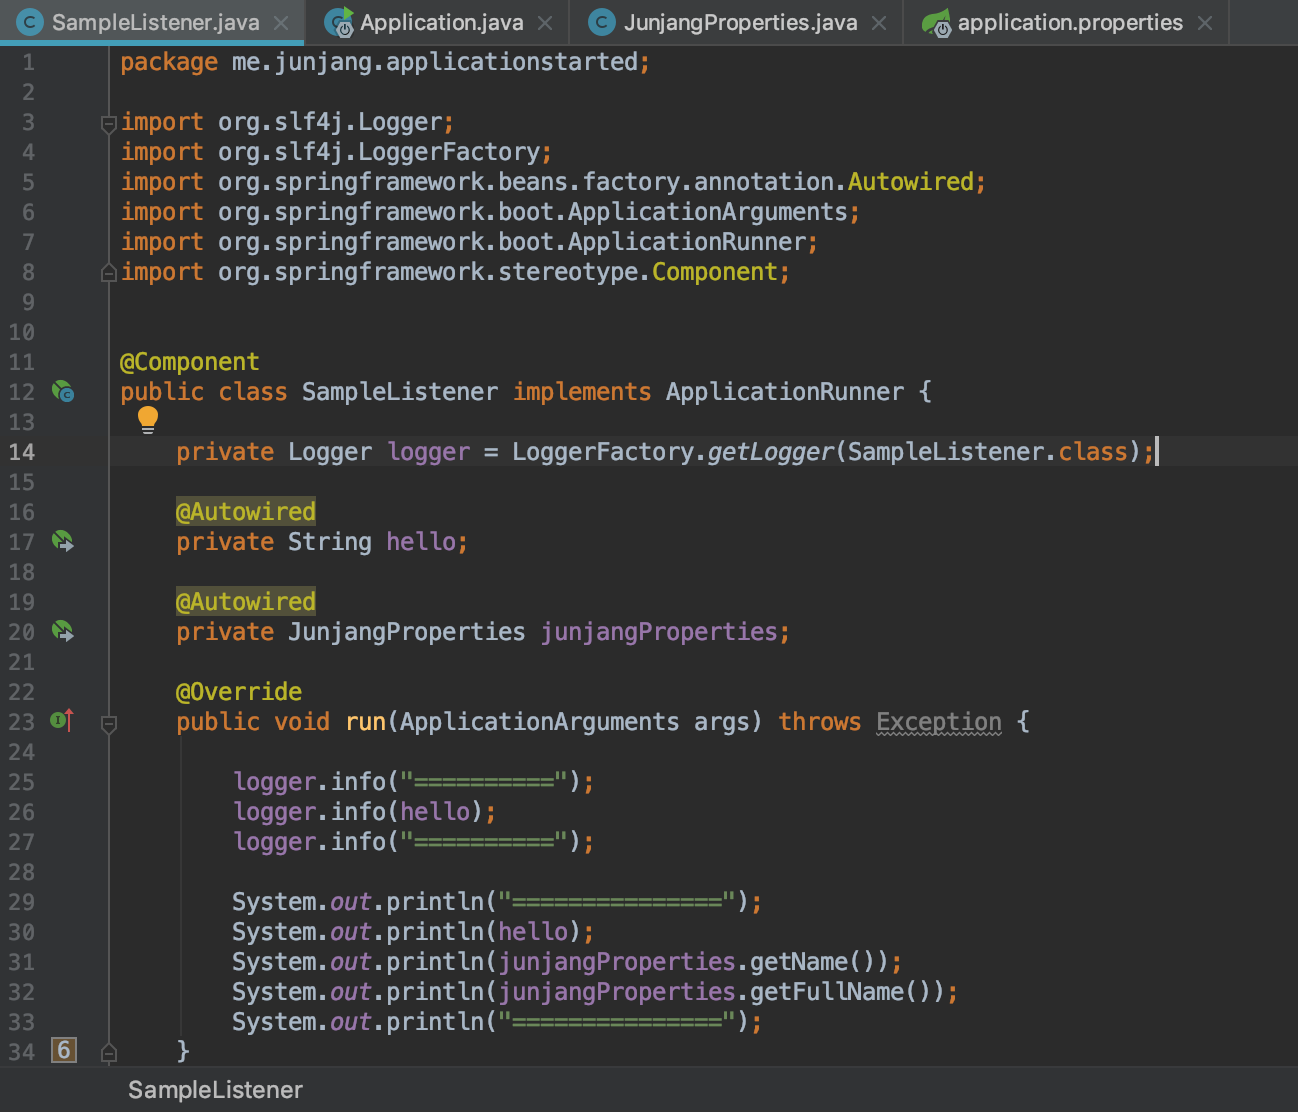 SampleListener.java
Application.java
JunjangProperties.java
application.properties
1 package me.junjang.applicationstarted;
2
3 import org.slf4j.Logger;
4 import org.slf4j.LoggerFactory;
5 import org.springframework.beans.factory.annotation.Autowired;
6 import org.springframework.boot.ApplicationArguments;
7 import org.springframework.boot.ApplicationRunner;
8 import org.springframework.stereotype.Component;
9
10
11 @Component
12 public class SampleListener implements ApplicationRunner {
13
14     private Logger logger = LoggerFactory.getLogger(SampleListener.class);
15
16     @Autowired
17     private String hello;
18
19     @Autowired
20     private JunjangProperties junjangProperties;
21
22     @Override
23     public void run(ApplicationArguments args) throws Exception {
24
25         logger.info("==========");
26         logger.info(hello);
27         logger.info("==========");
28
29         System.out.println("===============");
30         System.out.println(hello);
31         System.out.println(junjangProperties.getName());
32         System.out.println(junjangProperties.getFullName());
33         System.out.println("===============");
34 6     }
SampleListener